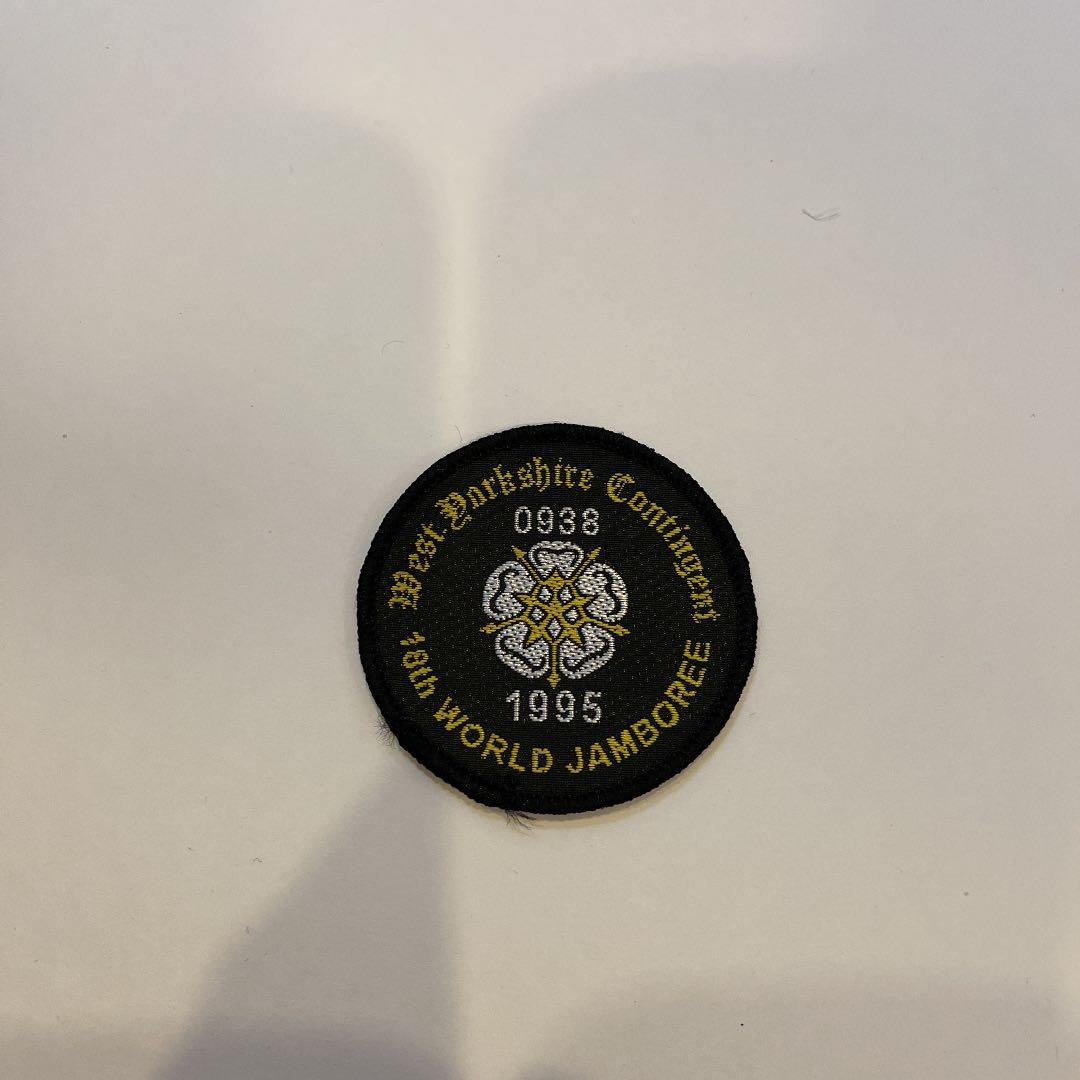 West Yorkshire Contingent
0938
1995
18th WORLD JAMBOREE